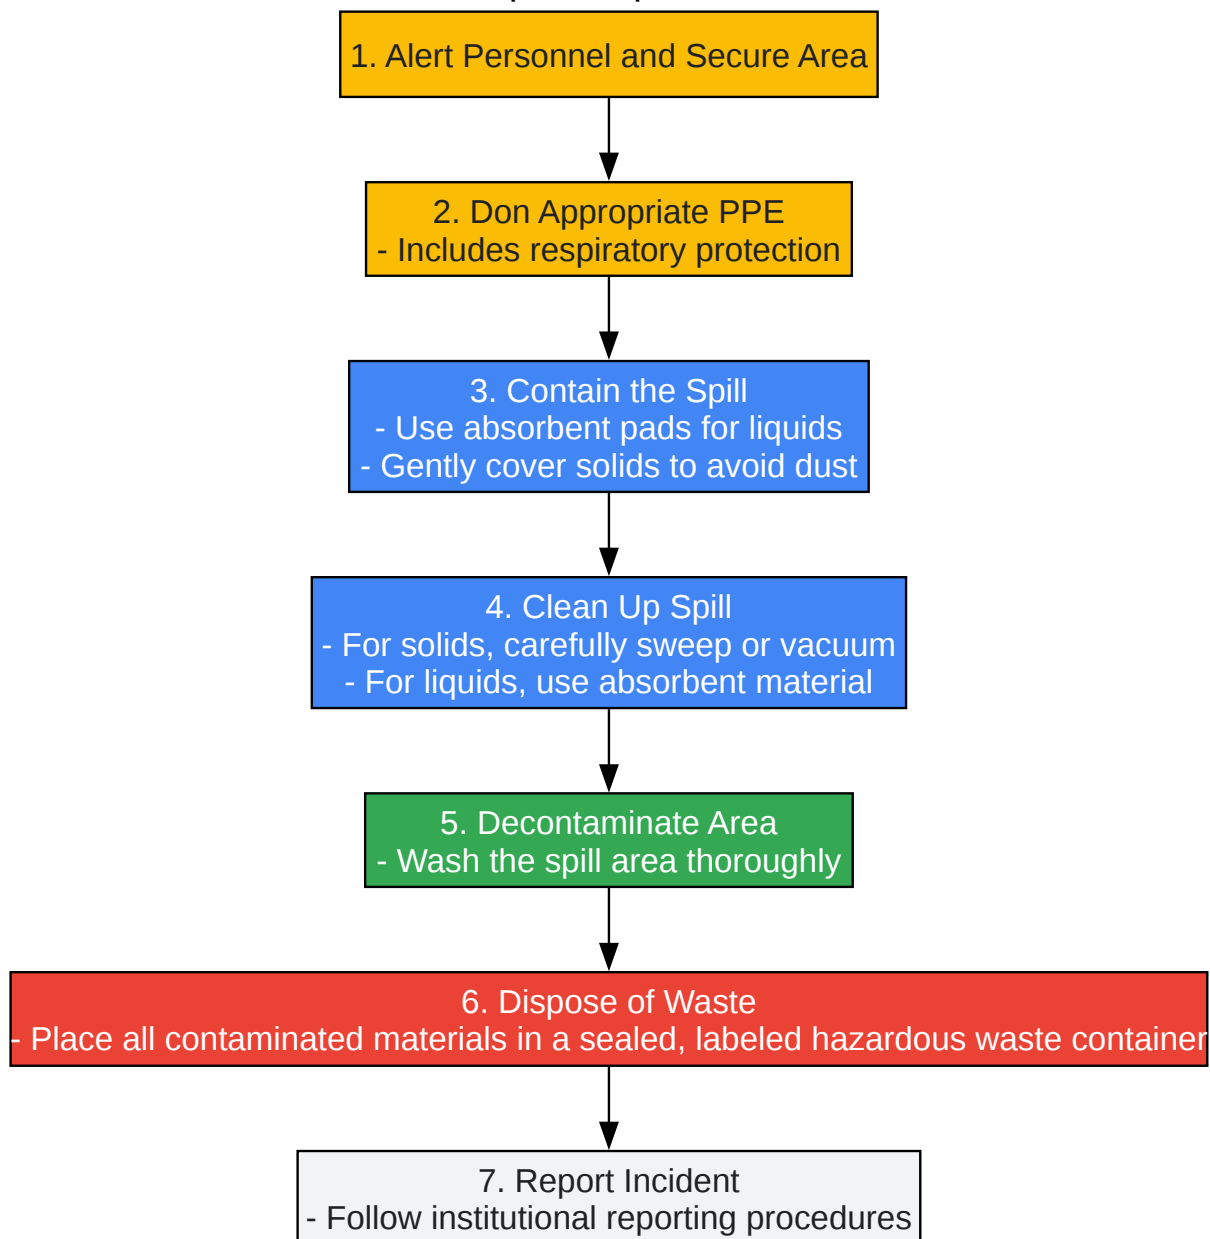 1. Alert Personnel and Secure Area
2. Don Appropriate PPE
- Includes respiratory protection
3. Contain the Spill
- Use absorbent pads for liquids
- Gently cover solids to avoid dust
4. Clean Up Spill
- For solids, carefully sweep or vacuum
- For liquids, use absorbent material
5. Decontaminate Area
- Wash the spill area thoroughly
6. Dispose of Waste
- Place all contaminated materials in a sealed, labeled hazardous waste container
7. Report Incident
- Follow institutional reporting procedures